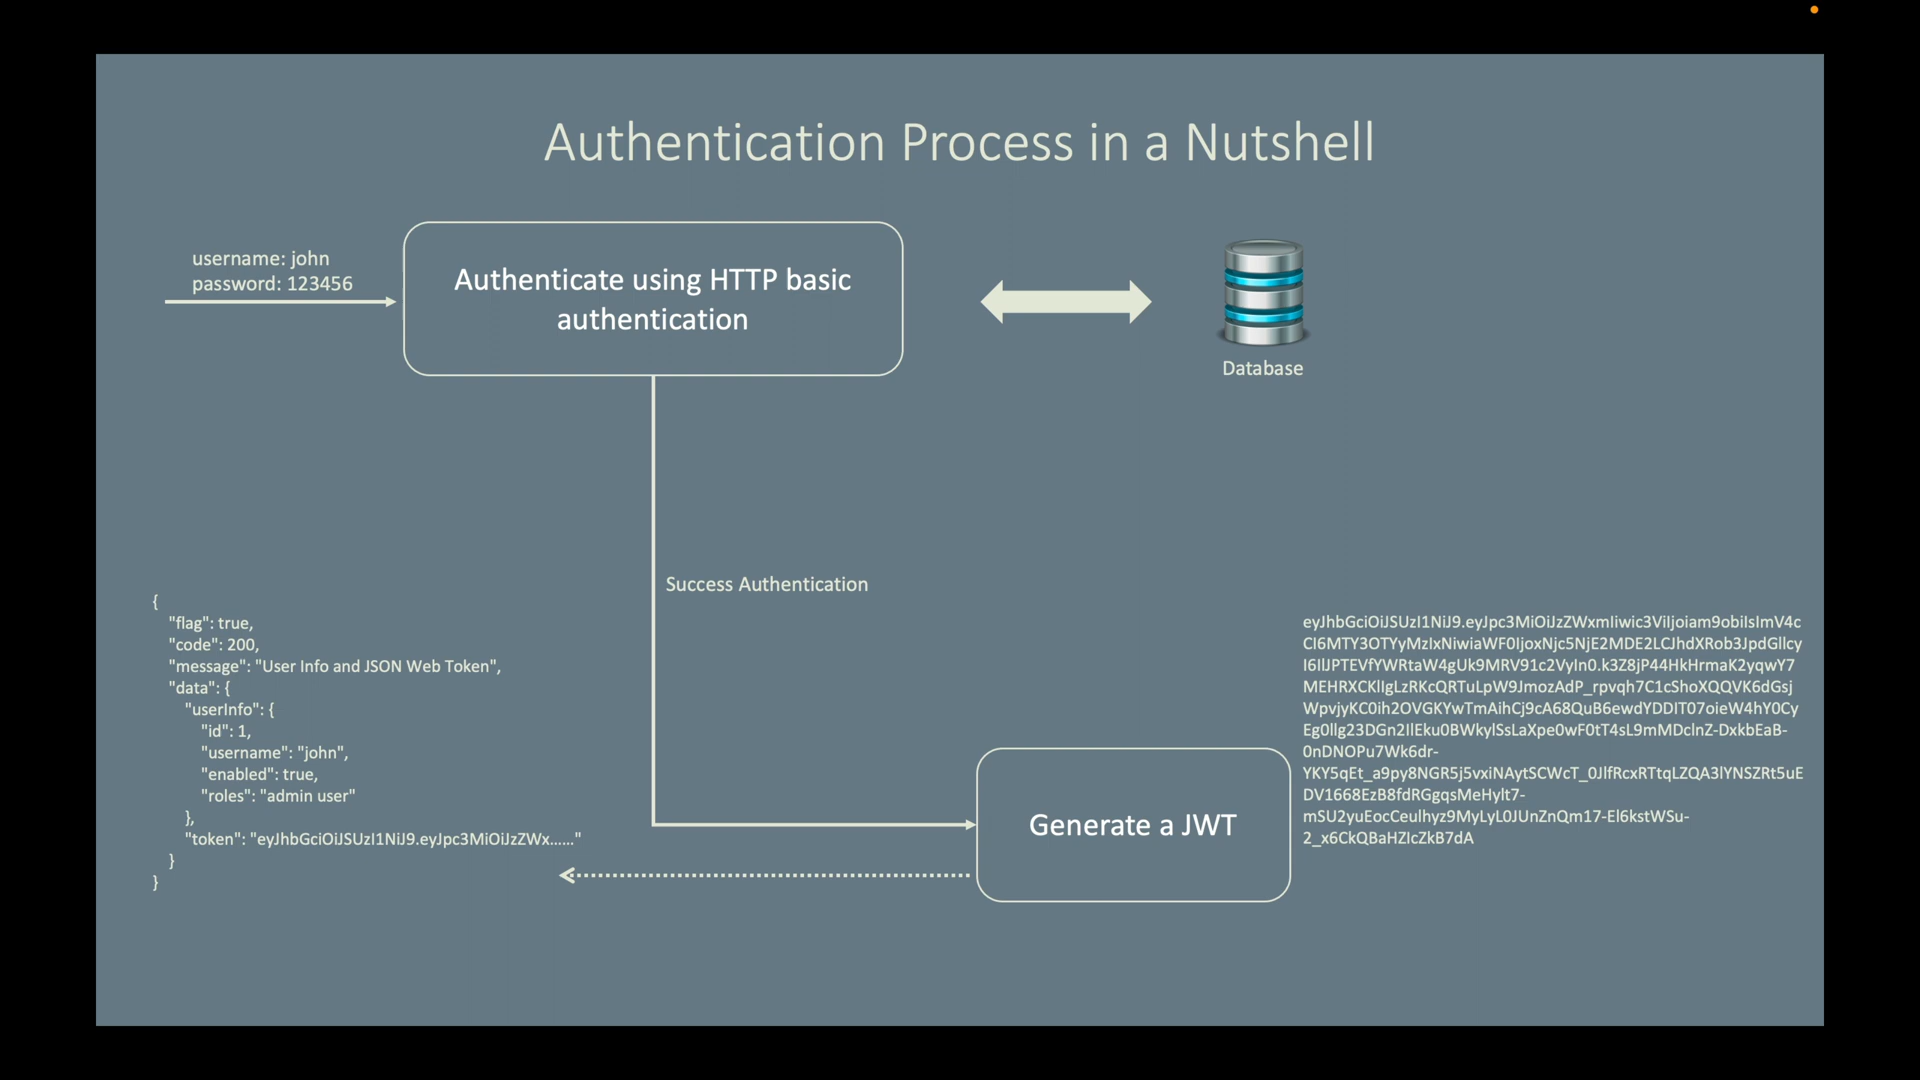 Authentication Process in a Nutshell
username: john
password: 123456
Authenticate using HTTP basic
authentication
Database
Success Authentication
{
"flag": true,
"code": 200,
"message": "User Info and JSON Web Token",
"data": {
"userInfo": {
"id": 1,
"username": "john",
"enabled": true,
"roles": "admin user"
},
"token": "eyJhbGciOiJSUzI1NiJ9.eyJpc3MiOiJzZWx......"
}
}
Generate a JWT
eyJhbGciOiJSUzI1NiJ9.eyJpc3MiOiJzZWxmIiwic3ViIjoiam9obiIsImV4c
CI6MTY3OTYyMzIxNiwiaWF0IjoxNjc5NjE2MDE2LCJhdXRob3JpdGllcy
I6IlJPTEVfYWRtaW4gUk9MRV91c2VyIn0.k3Z8jP44HkHrmaK2yqwY7
MEHRXCKlIgLzRKcQRTuLpW9JmozAdP_rpvqh7C1cShoXQQVK6dGsj
WpvjyKC0ih2OVGKYwTmAihCj9cA68QuB6ewdYDDIT07oieW4hY0Cy
Eg0llg23DGn2IlEku0BWkylSsLaXpe0wF0tT4sL9mMDclnZ-DxkbEaB-
0nDNOPu7Wk6dr-
YKY5qEt_a9py8NGR5j5vxiNAytSCWcT_0JlfRcxRTtqLZQA3lYNSZRt5uE
DV1668EzB8fdRGgqsMeHylt7-
mSU2yuEocCeulhyz9MyLyL0JUnZnQm17-El6kstWSu-
2_x6CkQBaHZIcZkB7dA